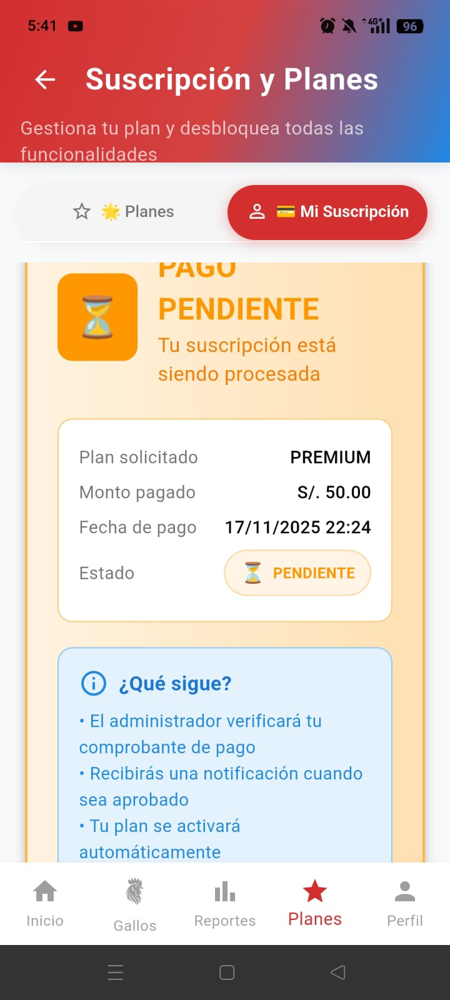 5:41
4G+
96
Suscripción y Planes
Gestiona tu plan y desbloquea todas las
funcionalidades
Planes
Mi Suscripción
PAGO
PENDIENTE
Tu suscripción está
siendo procesada
Plan solicitado PREMIUM
Monto pagado S/. 50.00
Fecha de pago 17/11/2025 22:24
Estado PENDIENTE
¿Qué sigue?
• El administrador verificará tu
comprobante de pago
• Recibirás una notificación cuando
sea aprobado
• Tu plan se activará
automáticamente
Inicio
Gallos
Reportes
Planes
Perfil